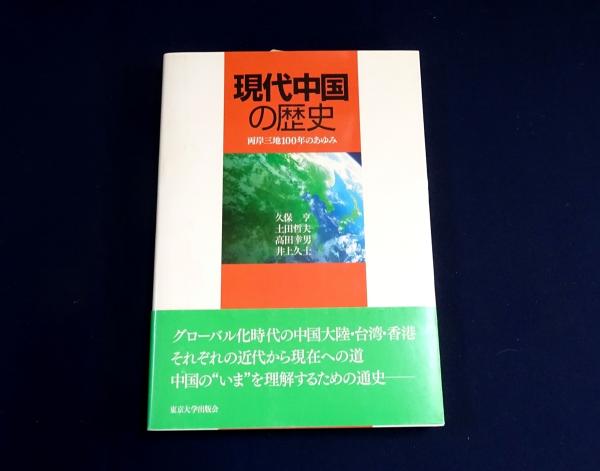 現代中国
の歴史
両岸三地100年のあゆみ
久保 亨
土田哲夫
高田幸男
井上久士
グローバル化時代の中国大陸・台湾・香港
それぞれの近代から現在への道
中国の“いま”を理解するための通史――
東京大学出版会